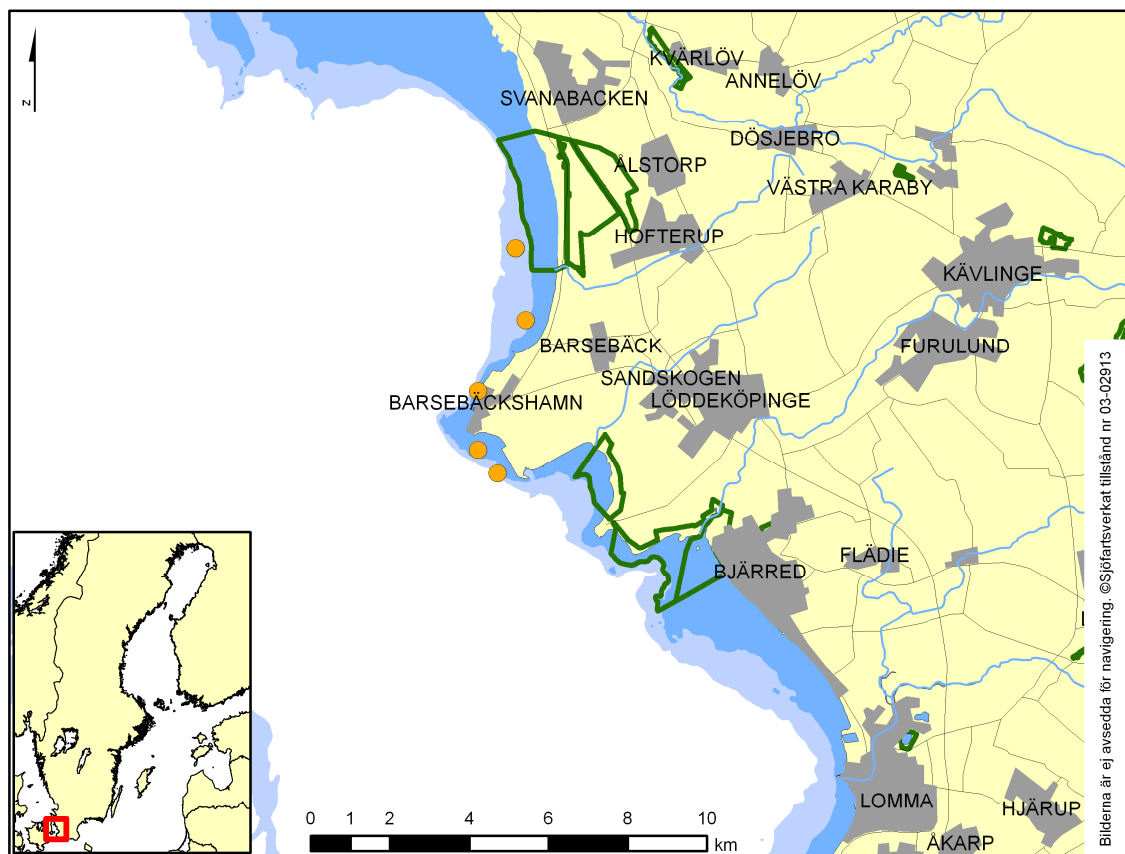 KVÄRLÖV
ANNELÖV
SVANABACKEN
z
DÖSJEBRO
ÅLSTORP
VÄSTRA KARABY
HOFTERUP
KÄVLINGE
BARSEBÄCK
FURULUND
SANDSKOGEN
BARSEBÄCKSHAMN
LÖDDEKÖPINGE
FLÄDIE
BJÄRRED
LOMMA
HJÄRUP
ÅKARP
0 1 2 4 6 8 10
km
Bilderna är ej avsedda för navigering. ©Sjöfartsverkat tillstånd nr 03-02913